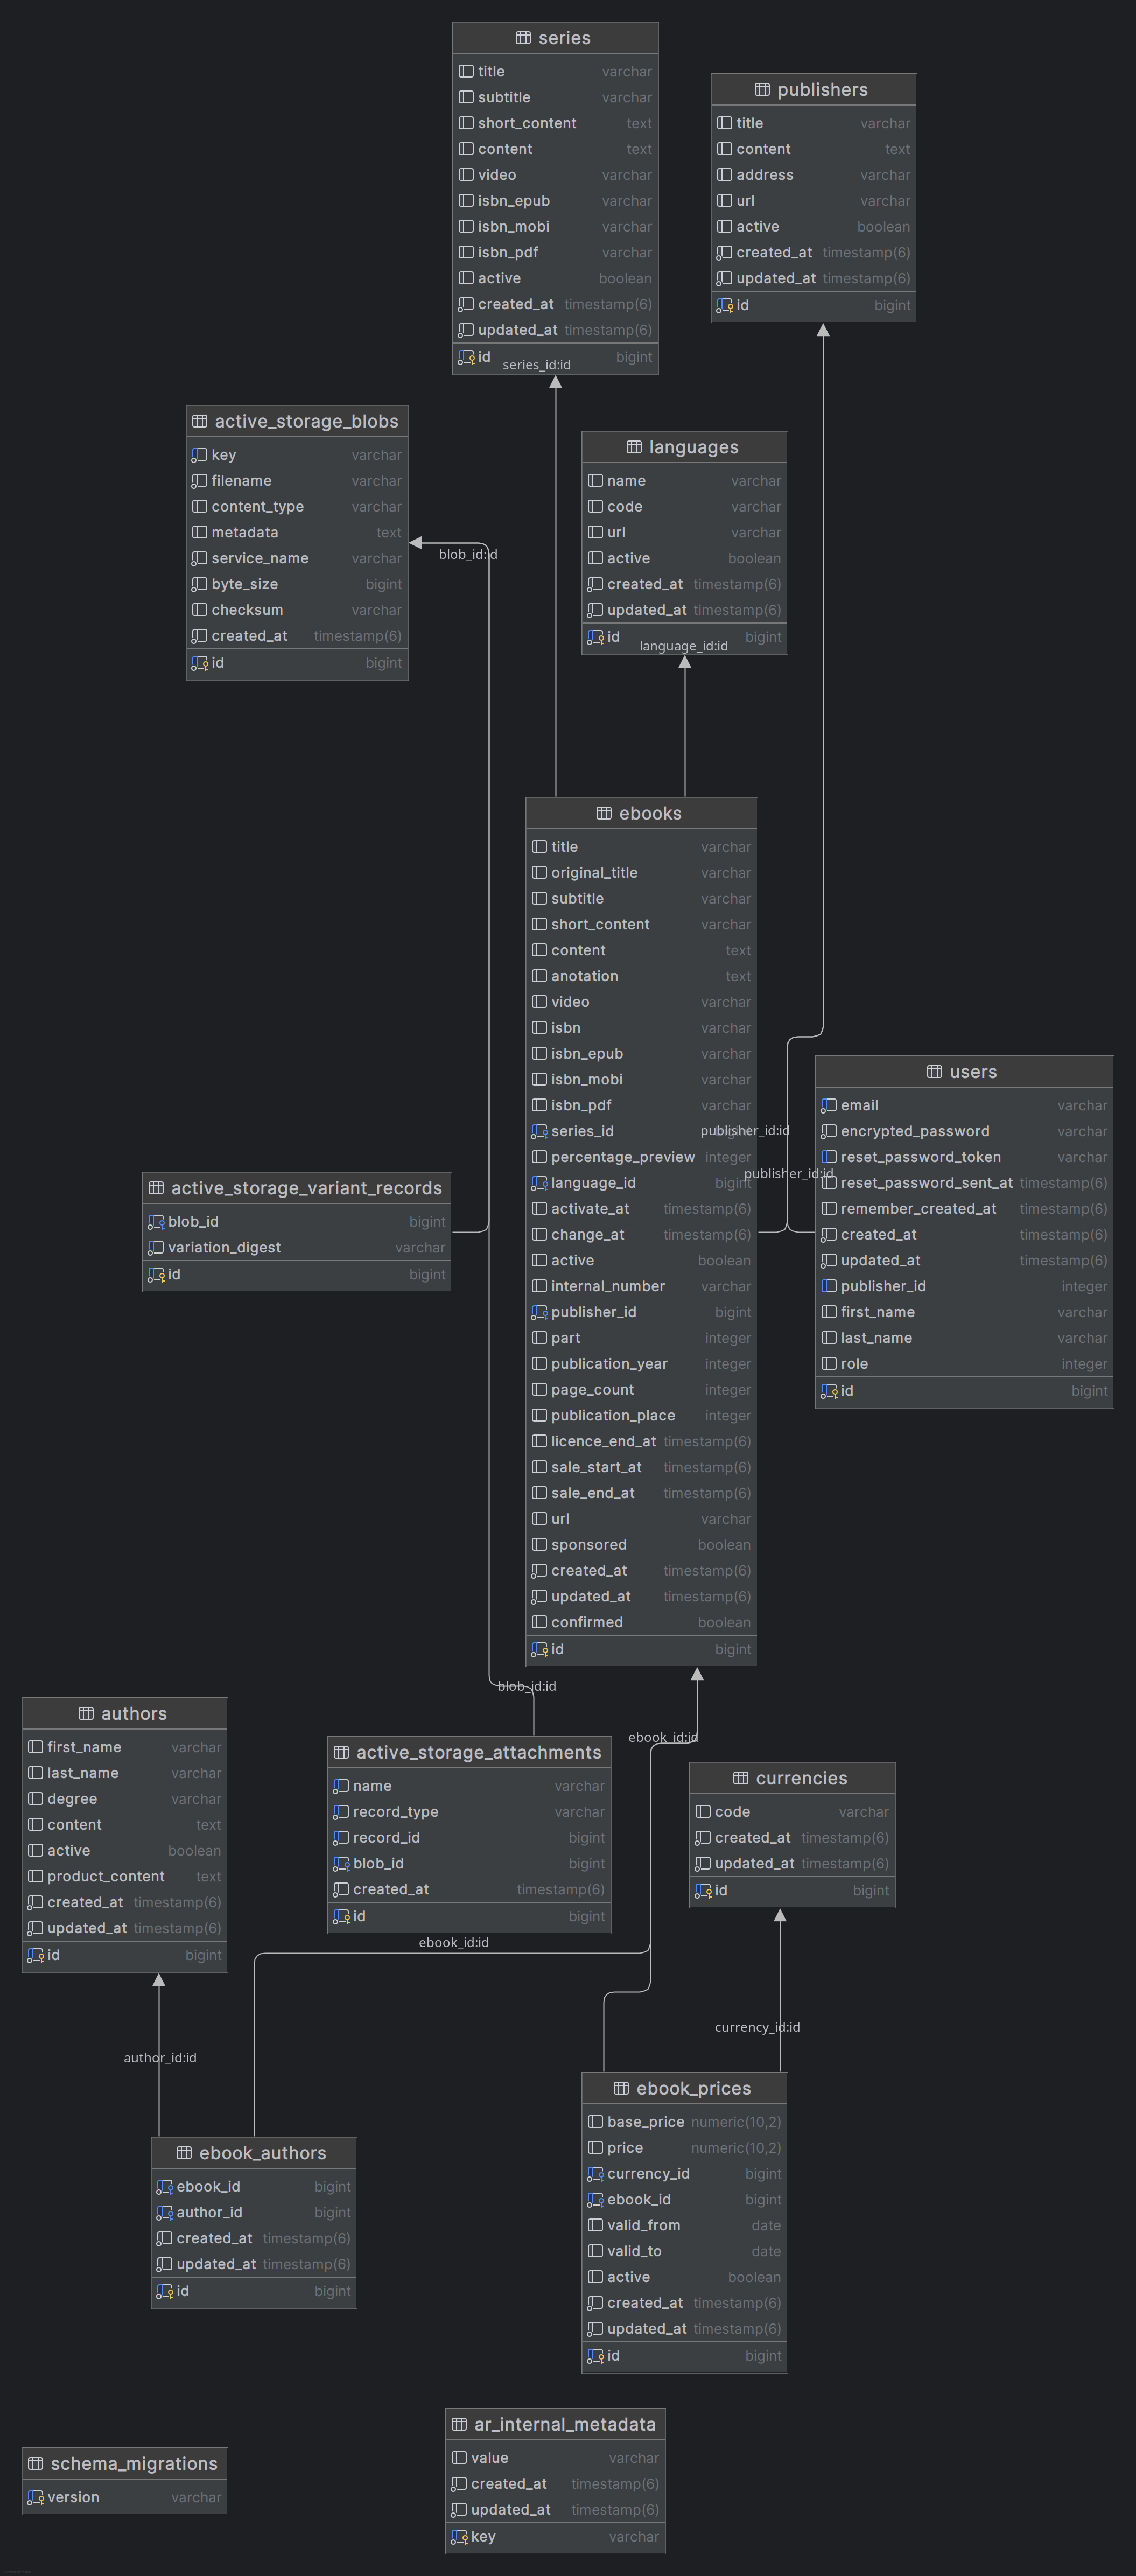 series
title varchar
subtitle varchar
short_content text
content text
video varchar
isbn_epub varchar
isbn_mobi varchar
isbn_pdf varchar
active boolean
created_at timestamp(6)
updated_at timestamp(6)
id bigint
series_id:id
publishers
title varchar
content text
address varchar
url varchar
active boolean
created_at timestamp(6)
updated_at timestamp(6)
id bigint
active_storage_blobs
key varchar
filename varchar
content_type varchar
metadata text
service_name varchar
byte_size bigint
checksum varchar
created_at timestamp(6)
id bigint
blob_id:id
languages
name varchar
code varchar
url varchar
active boolean
created_at timestamp(6)
updated_at timestamp(6)
id bigint
language_id:id
ebooks
title varchar
original_title varchar
subtitle varchar
short_content varchar
content text
anotation text
video varchar
isbn varchar
isbn_epub varchar
isbn_mobi varchar
isbn_pdf varchar
series_id bigint
percentage_preview integer
language_id bigint
activate_at timestamp(6)
change_at timestamp(6)
active boolean
internal_number varchar
publisher_id bigint
part integer
publication_year integer
page_count integer
publication_place integer
licence_end_at timestamp(6)
sale_start_at timestamp(6)
sale_end_at timestamp(6)
url varchar
sponsored boolean
created_at timestamp(6)
updated_at timestamp(6)
confirmed boolean
id bigint
publisher_id:id
publisher_id:id
users
email varchar
encrypted_password varchar
reset_password_token varchar
reset_password_sent_at timestamp(6)
remember_created_at timestamp(6)
created_at timestamp(6)
updated_at timestamp(6)
publisher_id integer
first_name varchar
last_name varchar
role integer
id bigint
active_storage_variant_records
blob_id bigint
variation_digest varchar
id bigint
blob_id:id
authors
first_name varchar
last_name varchar
degree varchar
content text
active boolean
product_content text
created_at timestamp(6)
updated_at timestamp(6)
id bigint
active_storage_attachments
name varchar
record_type varchar
record_id bigint
blob_id bigint
created_at timestamp(6)
id bigint
ebook_id:id
ebook_id:id
currencies
code varchar
created_at timestamp(6)
updated_at timestamp(6)
id bigint
currency_id:id
author_id:id
ebook_authors
ebook_id bigint
author_id bigint
created_at timestamp(6)
updated_at timestamp(6)
id bigint
ebook_prices
base_price numeric(10,2)
price numeric(10,2)
currency_id bigint
ebook_id bigint
valid_from date
valid_to date
active boolean
created_at timestamp(6)
updated_at timestamp(6)
id bigint
schema_migrations
version varchar
ar_internal_metadata
value varchar
created_at timestamp(6)
updated_at timestamp(6)
key varchar